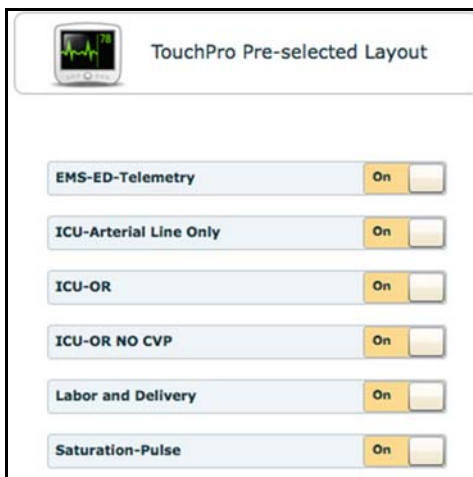 78
TouchPro Pre-selected Layout
EMS-ED-Telemetry On
ICU-Arterial Line Only On
ICU-OR On
ICU-OR NO CVP On
Labor and Delivery On
Saturation-Pulse On